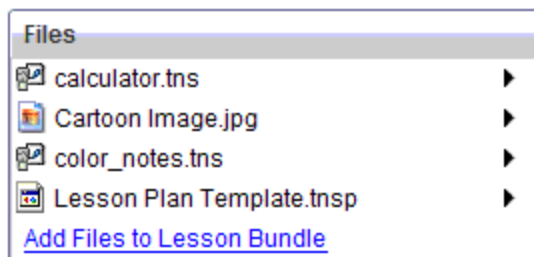 Files
calculator.tns
Cartoon Image.jpg
color_notes.tns
Lesson Plan Template.tnsp
Add Files to Lesson Bundle